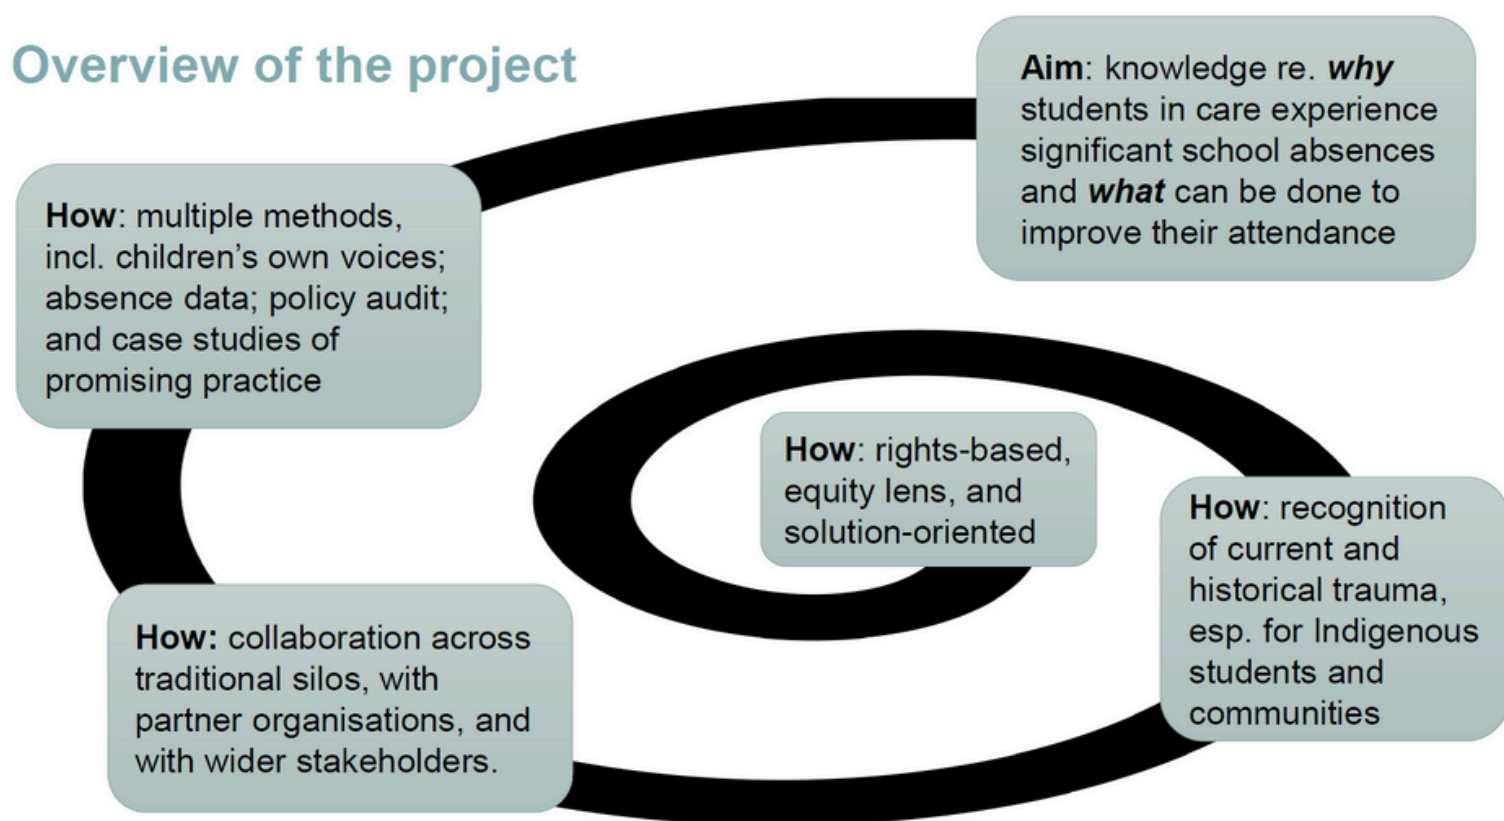 Overview of the project
Aim: knowledge re. why
students in care experience
significant school absences
and what can be done to
improve their attendance
How: multiple methods,
incl. children’s own voices;
absence data; policy audit;
and case studies of
promising practice
How: collaboration across
traditional silos, with
partner organisations, and
with wider stakeholders.
How: recognition
of current and
historical trauma,
esp. for Indigenous
students and
communities
How: rights-based,
equity lens, and
solution-oriented